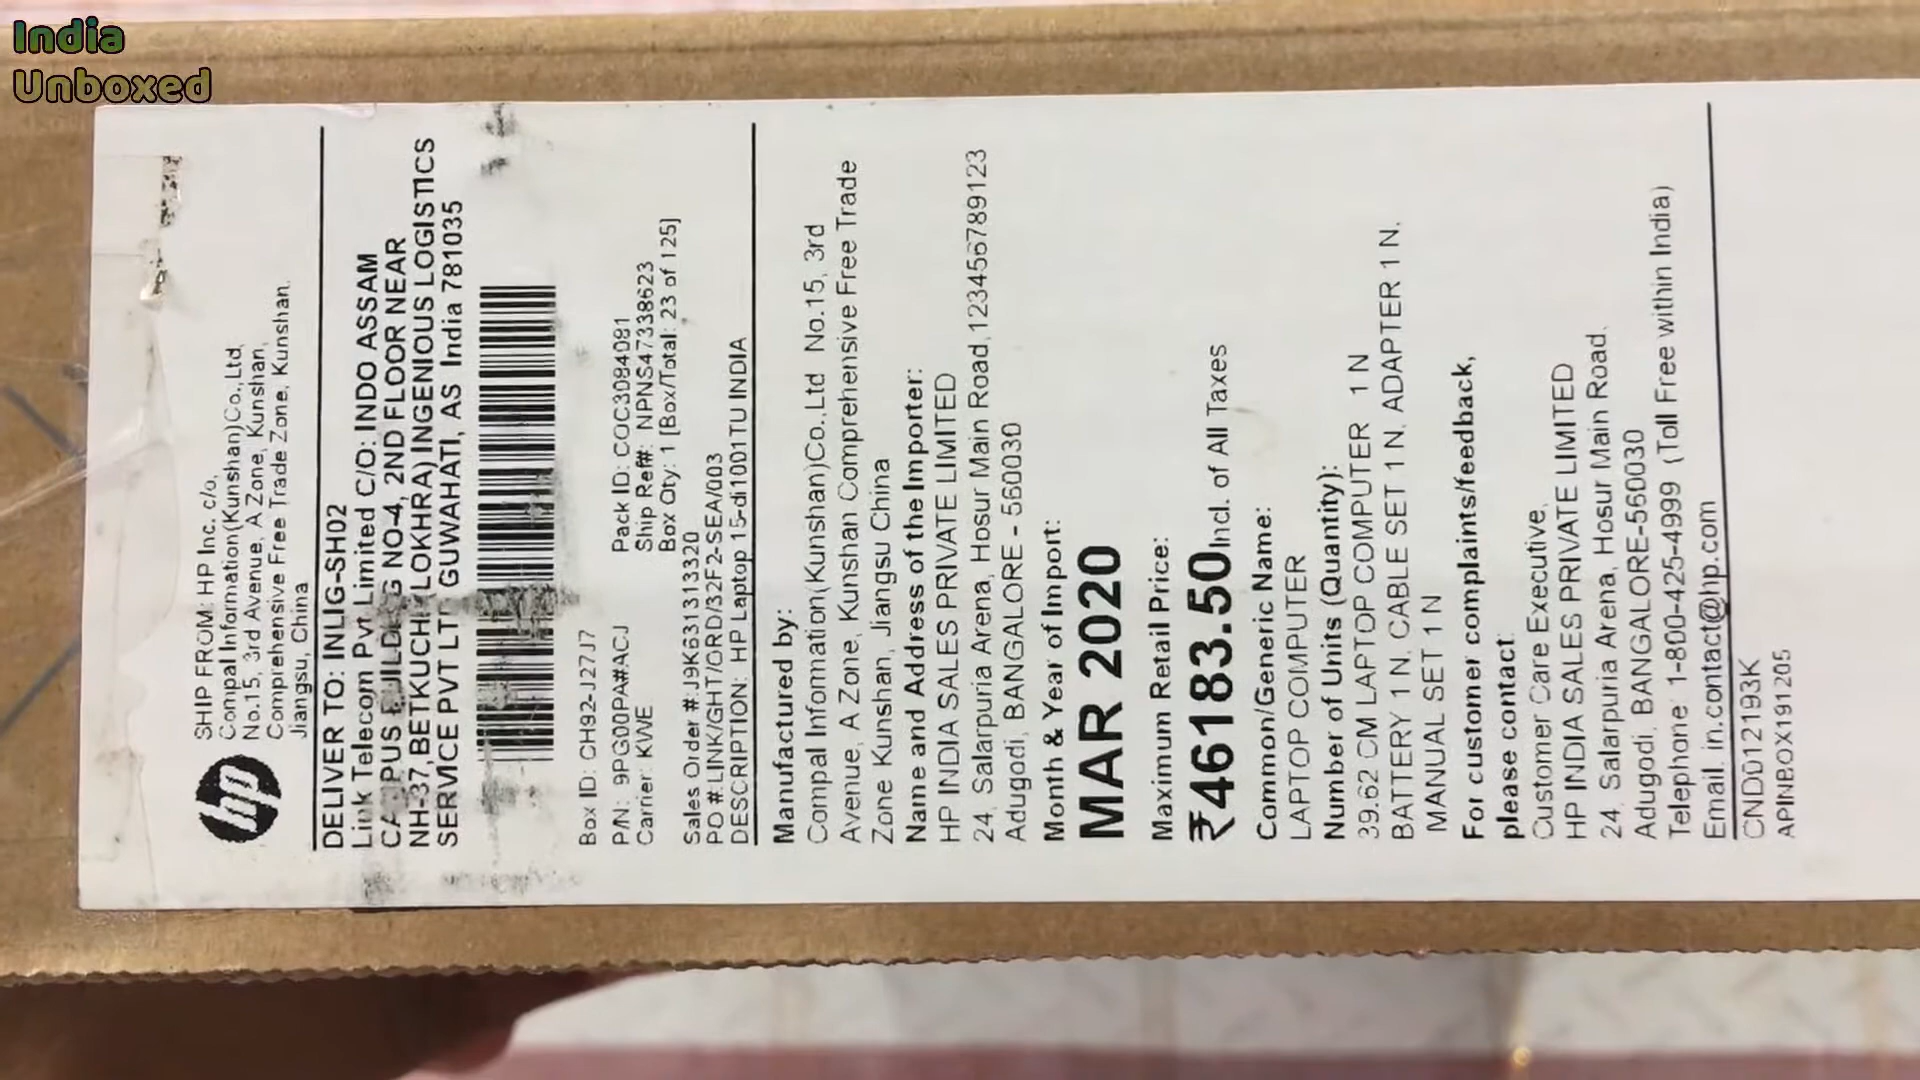 India
Unboxed
hp
SHIP FROM: HP Inc. c/o,
Compal Information(Kunshan)Co.,Ltd,
No.15, 3rd Avenue, A Zone, Kunshan,
Comprehensive Free Trade Zone, Kunshan,
Jiangsu, China
DELIVER TO: INLIG-SH02
Link Telecom Pvt Limited C/O: INDO ASSAM
BUILDING NO-4, 2ND FLOOR NEAR
NH-37,BETKUCHI(LOKHRA) INGENIOUS LOGISTICS
SERVICE PVT LTD GUWAHATI, AS India 781035
Box ID: CH92-J27J7
P/N: 9PG00PA#ACJ Pack ID: COC3084081
Carrier: KWE Ship Ref#: NPNS47338623
Box Qty: 1 [Box/Total: 23 of 125]
Sales Order #:J9K631313320
PO #:LINK/GHT/ORD/32F2-SEA/003
DESCRIPTION: HP Laptop 15-di1001TU INDIA
Manufactured by:
Compal Information(Kunshan)Co.,Ltd No.15, 3rd
Avenue, A Zone, Kunshan Comprehensive Free Trade
Zone Kunshan, Jiangsu China
Name and Address of the Importer:
HP INDIA SALES PRIVATE LIMITED
24, Salarpuria Arena, Hosur Main Road,123456789123
Adugodi, BANGALORE - 560030
Month & Year of Import:
MAR 2020
Maximum Retail Price:
₹46183.50Incl. of All Taxes
Common/Generic Name:
LAPTOP COMPUTER
Number of Units (Quantity):
39.62 CM LAPTOP COMPUTER 1 N
BATTERY 1 N, CABLE SET 1 N, ADAPTER 1 N,
MANUAL SET 1 N
For customer complaints/feedback,
please contact:
Customer Care Executive,
HP INDIA SALES PRIVATE LIMITED
24, Salarpuria Arena, Hosur Main Road,
Adugodi, BANGALORE-560030
Telephone: 1-800-425-4999 (Toll Free within India)
Email: in.contact@hp.com
CND012193K
APINBOX191205